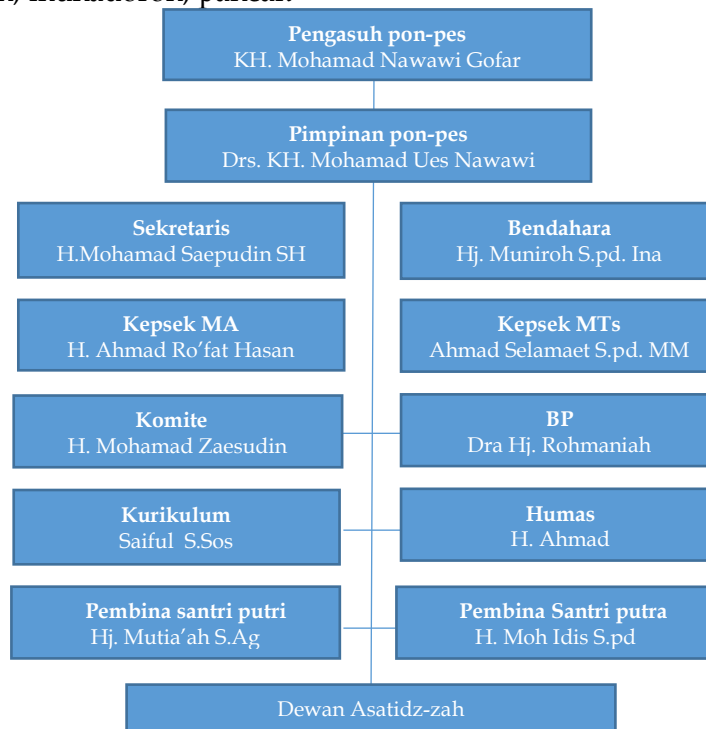 Pengasuh pon-pes
KH. Mohamad Nawawi Gofar
Pimpinan pon-pes
Drs. KH. Mohamad Ues Nawawi
Sekretaris
H.Mohamad Saepudin SH
Bendahara
Hj. Muniroh S.pd. Ina
Kepsek MA
H. Ahmad Ro’fat Hasan
Kepsek MTs
Ahmad Selamaet S.pd. MM
Komite
H. Mohamad Zaesudin
BP
Dra Hj. Rohmaniah
Kurikulum
Saiful S.Sos
Humas
H. Ahmad
Pembina santri putri
Hj. Mutia’ah S.Ag
Pembina Santri putra
H. Moh Idis S.pd
Dewan Asatidz-zah